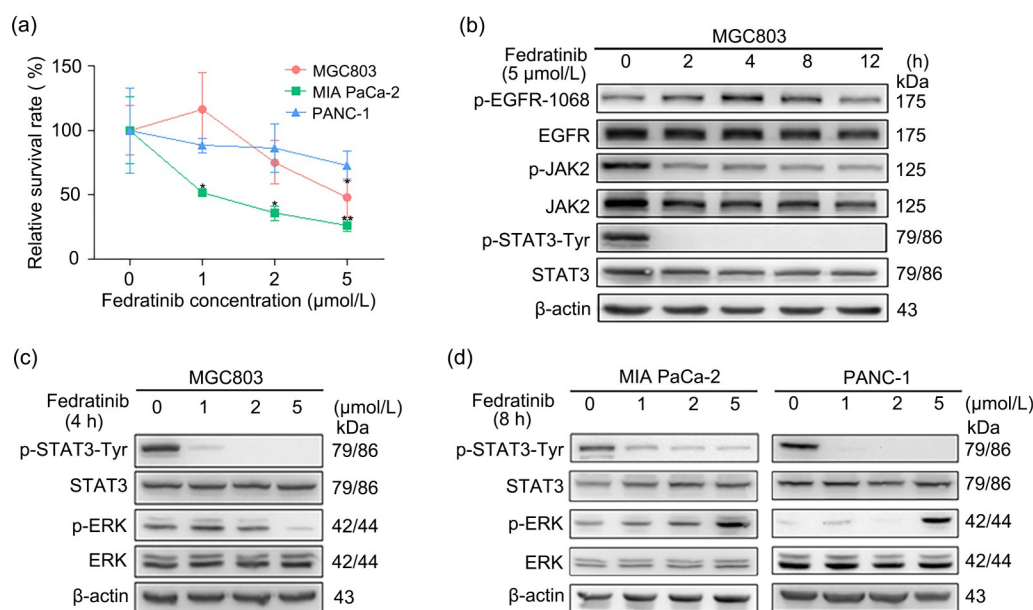 (a)
Relative survival rate ( %)
150
100
50
0
0
1
2
5
Fedratinib concentration (μmol/L)
MGC803
MIA PaCa-2
PANC-1
*
*
*
**
(b)
MGC803
Fedratinib
(5 μmol/L)
0 2 4 8 12 (h)
kDa
p-EGFR-1068 175
EGFR 175
p-JAK2 125
JAK2 125
p-STAT3-Tyr 79/86
STAT3 79/86
β-actin 43
(c)
MGC803
Fedratinib
(4 h)
0 1 2 5 (μmol/L)
kDa
p-STAT3-Tyr 79/86
STAT3 79/86
p-ERK 42/44
ERK 42/44
β-actin 43
(d)
MIA PaCa-2 PANC-1
Fedratinib
(8 h)
0 1 2 5 0 1 2 5 (μmol/L)
kDa
p-STAT3-Tyr 79/86
STAT3 79/86
p-ERK 42/44
ERK 42/44
β-actin 43